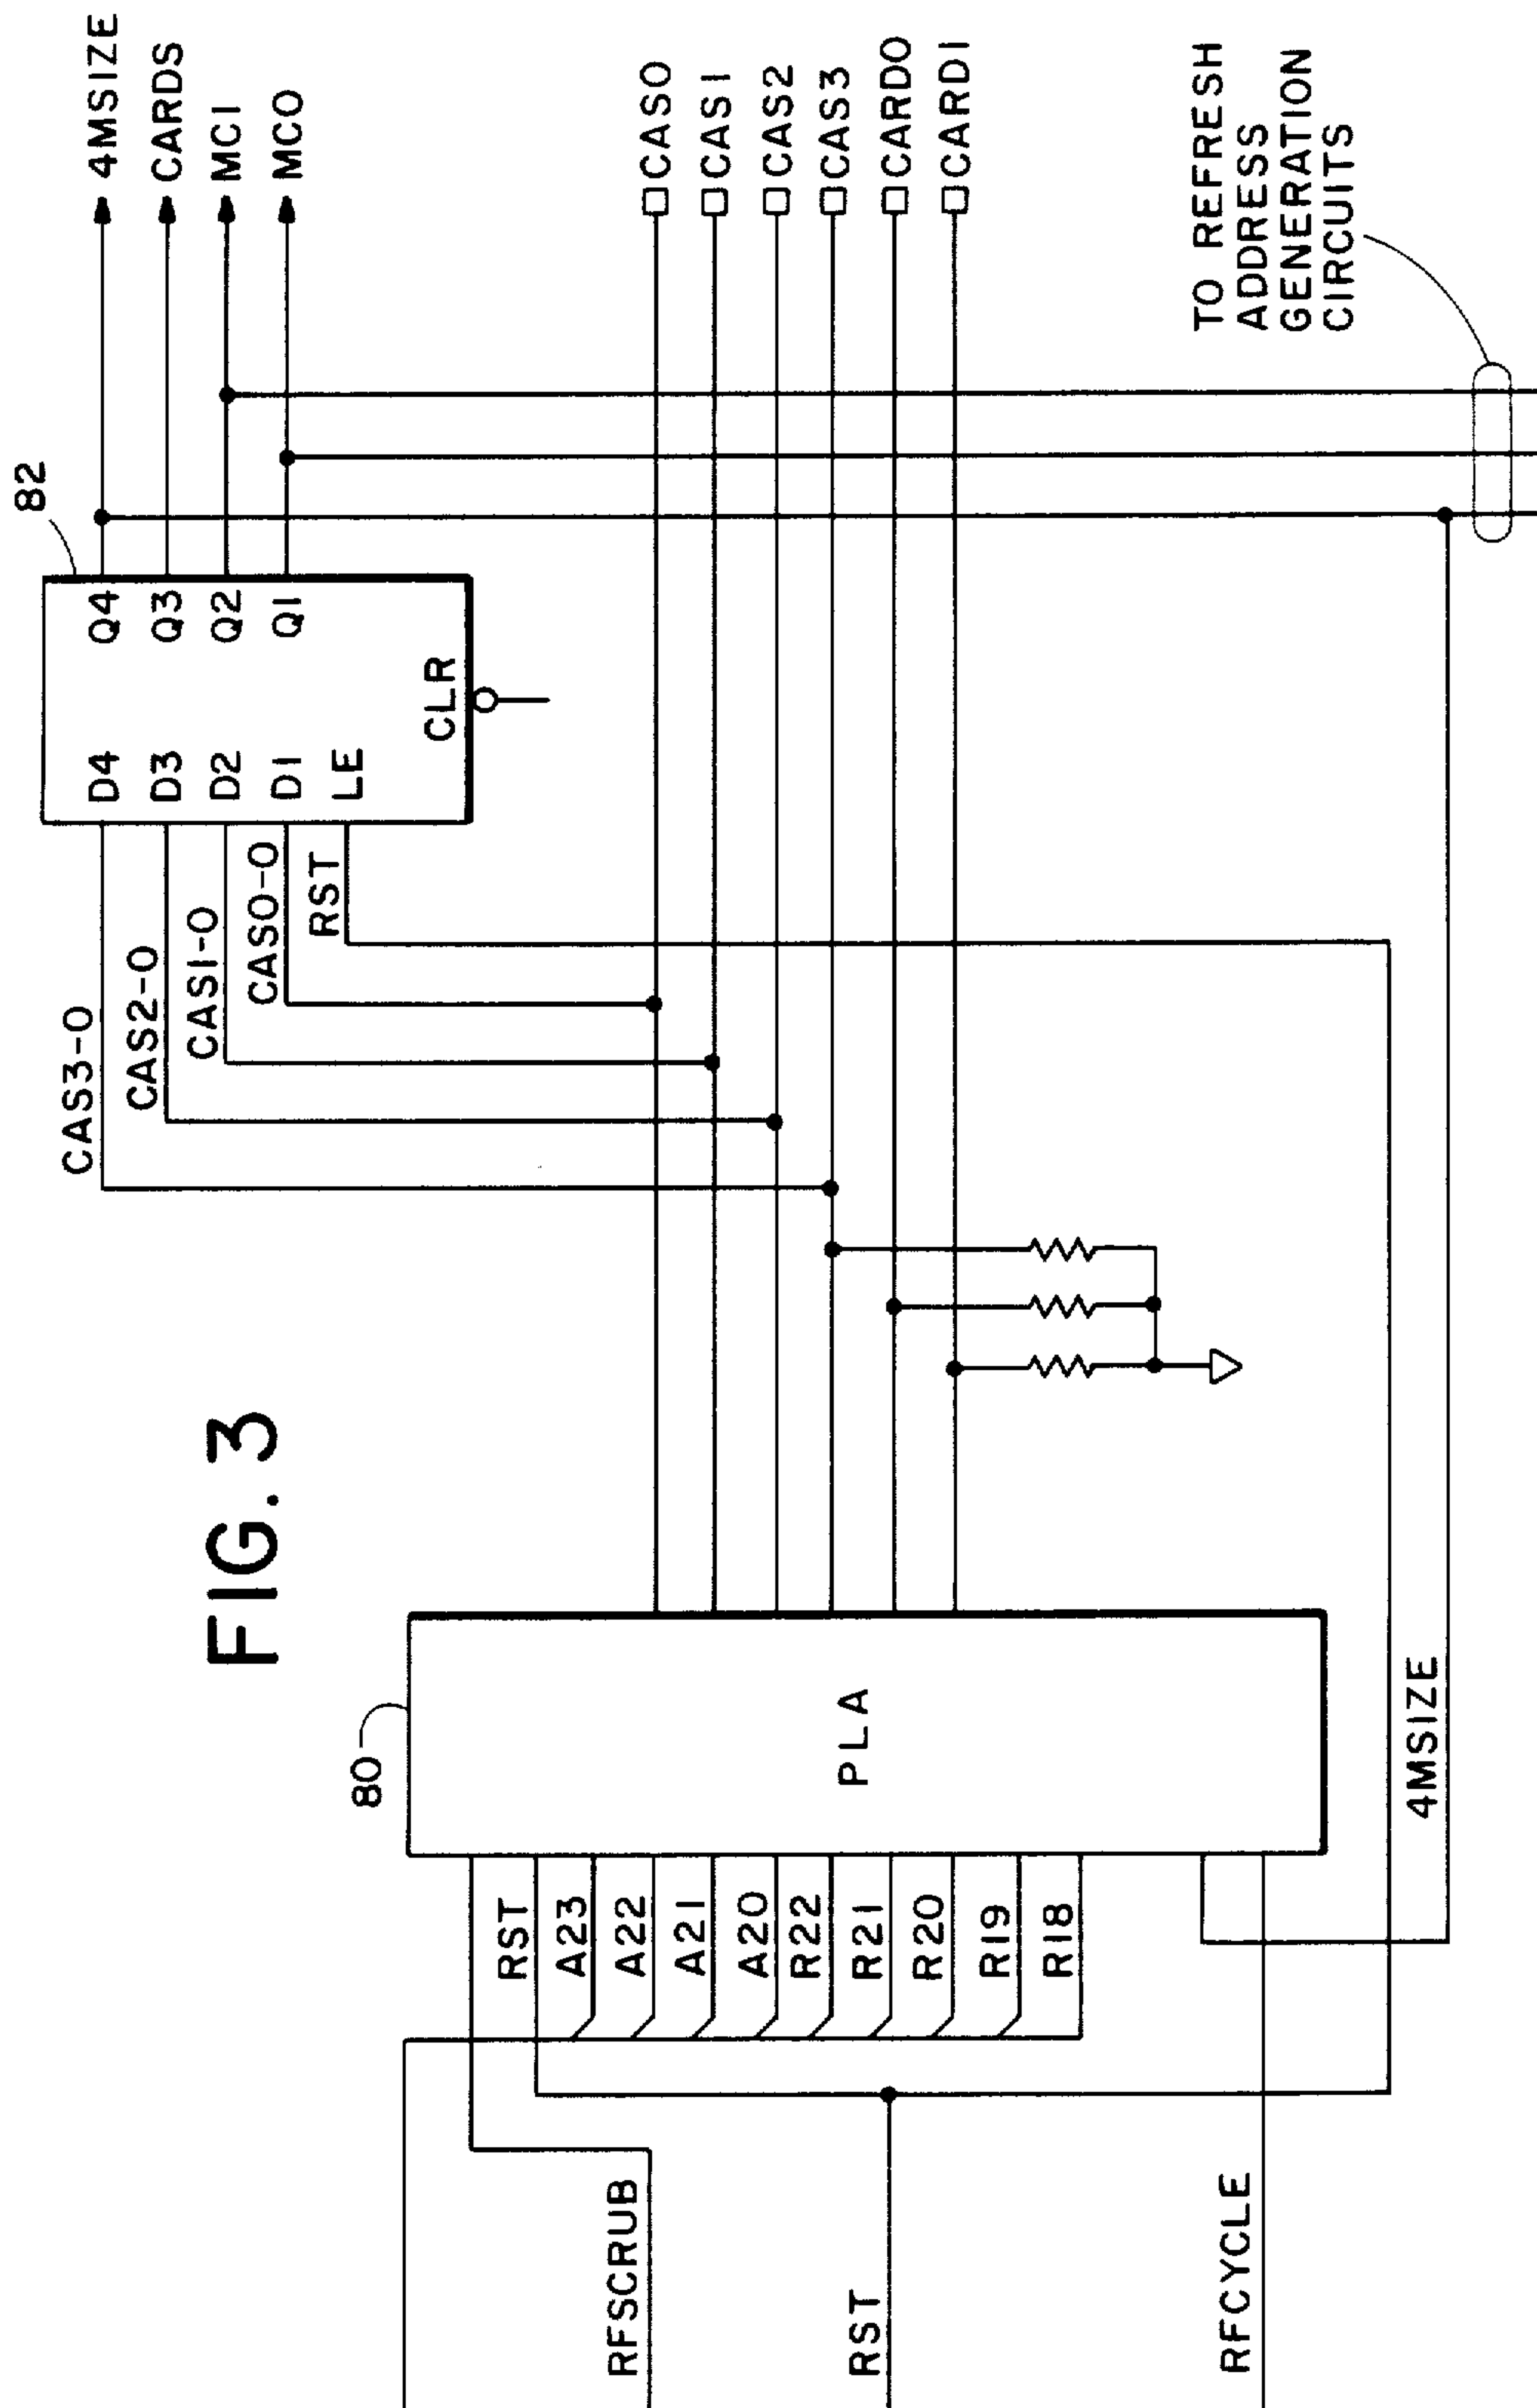 FIG. 3
82
D4
D3
D2
D1
LE
Q4
Q3
Q2
Q1
CLR
4MSIZE
CARDS
MC1
MC0
CAS3-0
CAS2-0
CAS1-0
CAS0-0
RST
CAS0
CAS1
CAS2
CAS3
CARD0
CARD1
80
PLA
RST
A23
A22
A21
A20
R22
R21
R20
R19
R18
RFSCRUB
RST
RFCYCLE
4MSIZE
TO REFRESH
ADDRESS
GENERATION
CIRCUITS